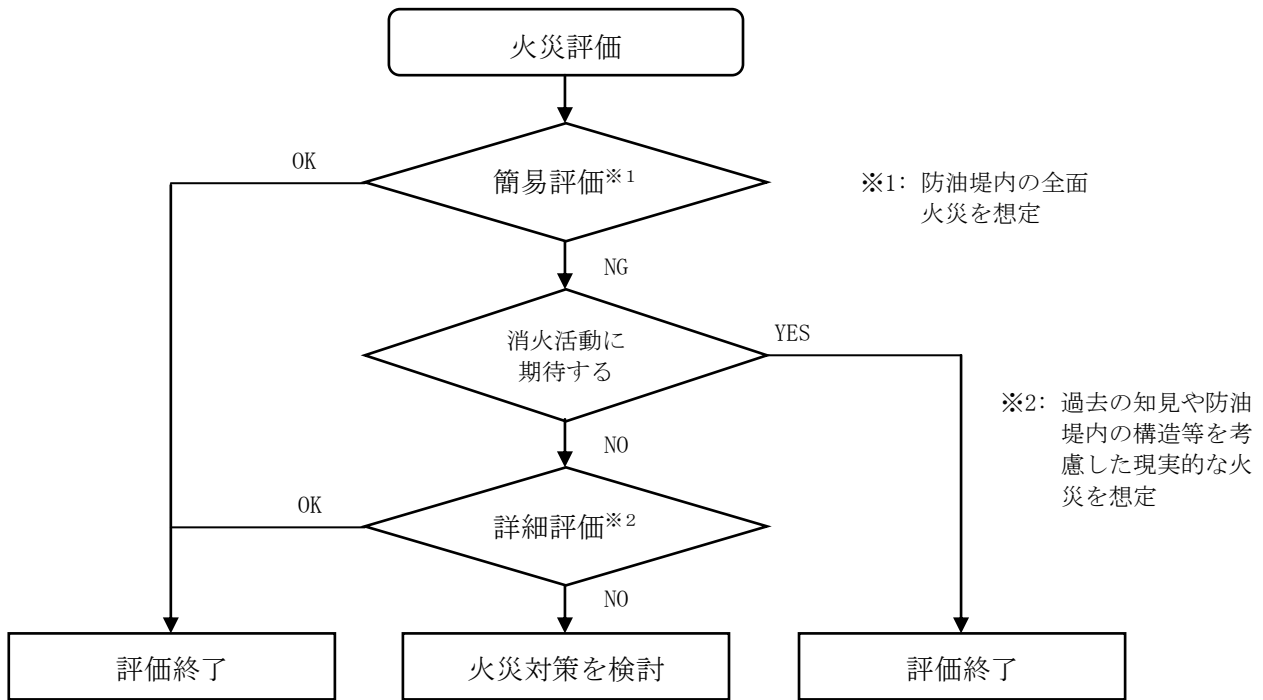 火災評価
OK
簡易評価※1
※1: 防油堤内の全面
火災を想定
NG
消火活動に
期待する
YES
※2: 過去の知見や防油
堤内の構造等を考
慮した現実的な火
災を想定
NO
OK
詳細評価※2
NO
評価終了
火災対策を検討
評価終了